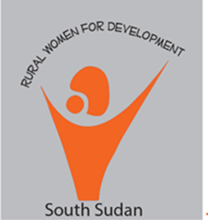 RURAL WOMEN FOR DEVELOPMENT
South Sudan